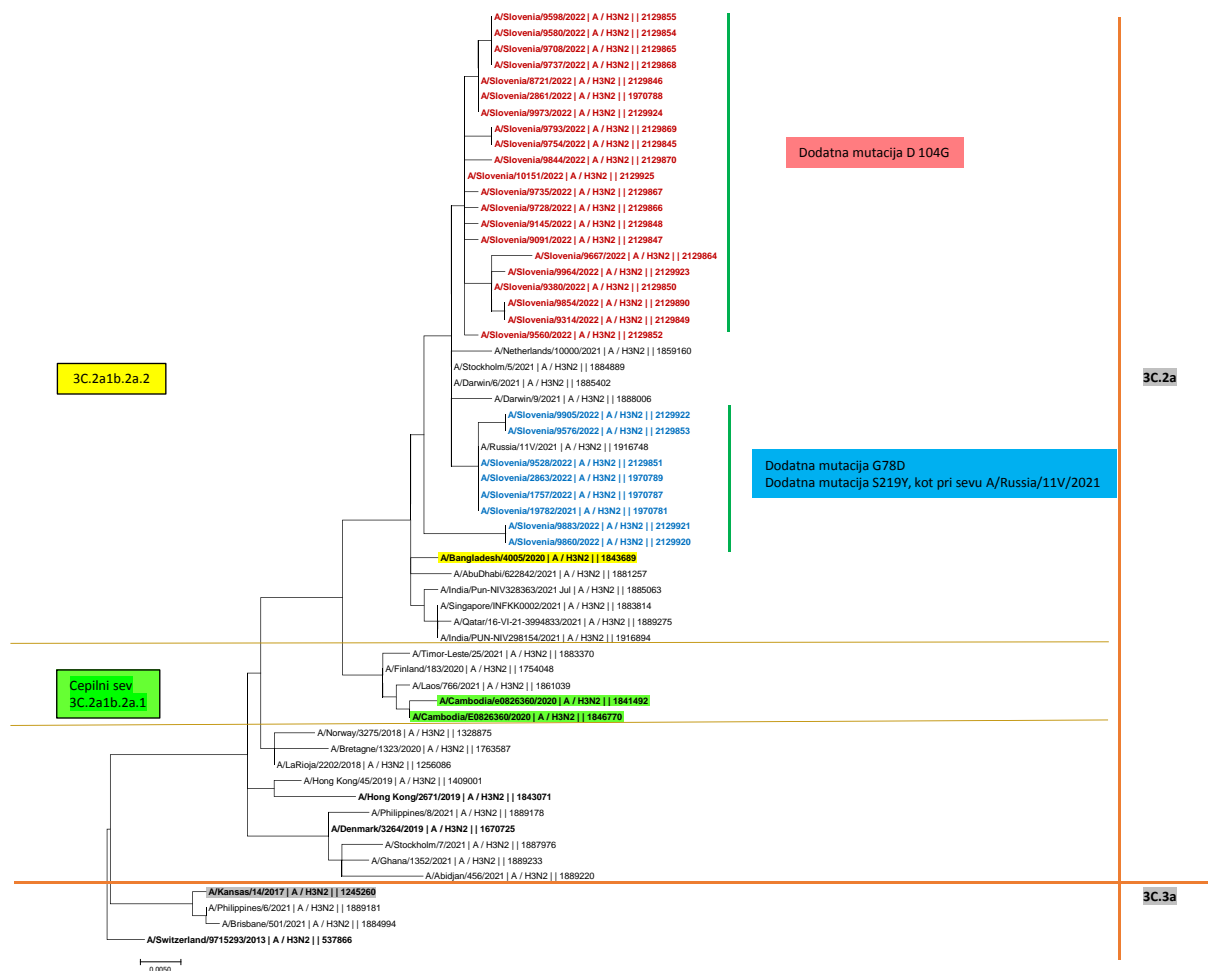 A/Slovenia/9598/2022 | A / H3N2 | | 2129855
A/Slovenia/9580/2022 | A / H3N2 | | 2129854
A/Slovenia/9708/2022 | A / H3N2 | | 2129865
A/Slovenia/9737/2022 | A / H3N2 | | 2129868
A/Slovenia/8721/2022 | A / H3N2 | | 2129846
A/Slovenia/2861/2022 | A / H3N2 | | 1970788
A/Slovenia/9973/2022 | A / H3N2 | | 2129924
A/Slovenia/9793/2022 | A / H3N2 | | 2129869
A/Slovenia/9754/2022 | A / H3N2 | | 2129845
A/Slovenia/9844/2022 | A / H3N2 | | 2129870
A/Slovenia/10151/2022 | A / H3N2 | | 2129925
A/Slovenia/9735/2022 | A / H3N2 | | 2129867
A/Slovenia/9728/2022 | A / H3N2 | | 2129866
A/Slovenia/9145/2022 | A / H3N2 | | 2129848
A/Slovenia/9091/2022 | A / H3N2 | | 2129847
A/Slovenia/9667/2022 | A / H3N2 | | 2129864
A/Slovenia/9964/2022 | A / H3N2 | | 2129923
A/Slovenia/9380/2022 | A / H3N2 | | 2129850
A/Slovenia/9854/2022 | A / H3N2 | | 2129890
A/Slovenia/9314/2022 | A / H3N2 | | 2129849
A/Slovenia/9560/2022 | A / H3N2 | | 2129852
A/Netherlands/10000/2021 | A / H3N2 | | 1859160
A/Stockholm/5/2021 | A / H3N2 | | 1884889
A/Darwin/6/2021 | A / H3N2 | | 1885402
A/Darwin/9/2021 | A / H3N2 | | 1888006
A/Slovenia/9905/2022 | A / H3N2 | | 2129922
A/Slovenia/9576/2022 | A / H3N2 | | 2129853
A/Russia/11V/2021 | A / H3N2 | | 1916748
A/Slovenia/9528/2022 | A / H3N2 | | 2129851
A/Slovenia/2863/2022 | A / H3N2 | | 1970789
A/Slovenia/1757/2022 | A / H3N2 | | 1970787
A/Slovenia/19782/2021 | A / H3N2 | | 1970781
A/Slovenia/9883/2022 | A / H3N2 | | 2129921
A/Slovenia/9860/2022 | A / H3N2 | | 2129920
A/Bangladesh/4005/2020 | A / H3N2 | | 1843689
A/AbuDhabi/622842/2021 | A / H3N2 | | 1881257
A/India/Pun-NIV328363/2021 Jul | A / H3N2 | | 1885063
A/Singapore/INFKK0002/2021 | A / H3N2 | | 1883814
A/Qatar/16-VI-21-3994833/2021 | A / H3N2 | | 1889275
A/India/PUN-NIV298154/2021 | A / H3N2 | | 1916894
A/Timor-Leste/25/2021 | A / H3N2 | | 1883370
A/Finland/183/2020 | A / H3N2 | | 1754048
A/Laos/766/2021 | A / H3N2 | | 1861039
A/Cambodia/e0826360/2020 | A / H3N2 | | 1841492
A/Cambodia/E0826360/2020 | A / H3N2 | | 1846770
A/Norway/3275/2018 | A / H3N2 | | 1328875
A/Bretagne/1323/2020 | A / H3N2 | | 1763587
A/LaRioja/2202/2018 | A / H3N2 | | 1256086
A/Hong Kong/45/2019 | A / H3N2 | | 1409001
A/Hong Kong/2671/2019 | A / H3N2 | | 1843071
A/Philippines/8/2021 | A / H3N2 | | 1889178
A/Denmark/3264/2019 | A / H3N2 | | 1670725
A/Stockholm/7/2021 | A / H3N2 | | 1887976
A/Ghana/1352/2021 | A / H3N2 | | 1889233
A/Abidjan/456/2021 | A / H3N2 | | 1889220
A/Kansas/14/2017 | A / H3N2 | | 1245260
A/Philippines/6/2021 | A / H3N2 | | 1889181
A/Brisbane/501/2021 | A / H3N2 | | 1884994
A/Switzerland/9715293/2013 | A / H3N2 | | 537866
0.0050
3C.2a1b.2a.2
Cepilni sev
3C.2a1b.2a.1
Dodatna mutacija D 104G
Dodatna mutacija G78D
Dodatna mutacija S219Y, kot pri sevu A/Russia/11V/2021
3C.2a
3C.3a